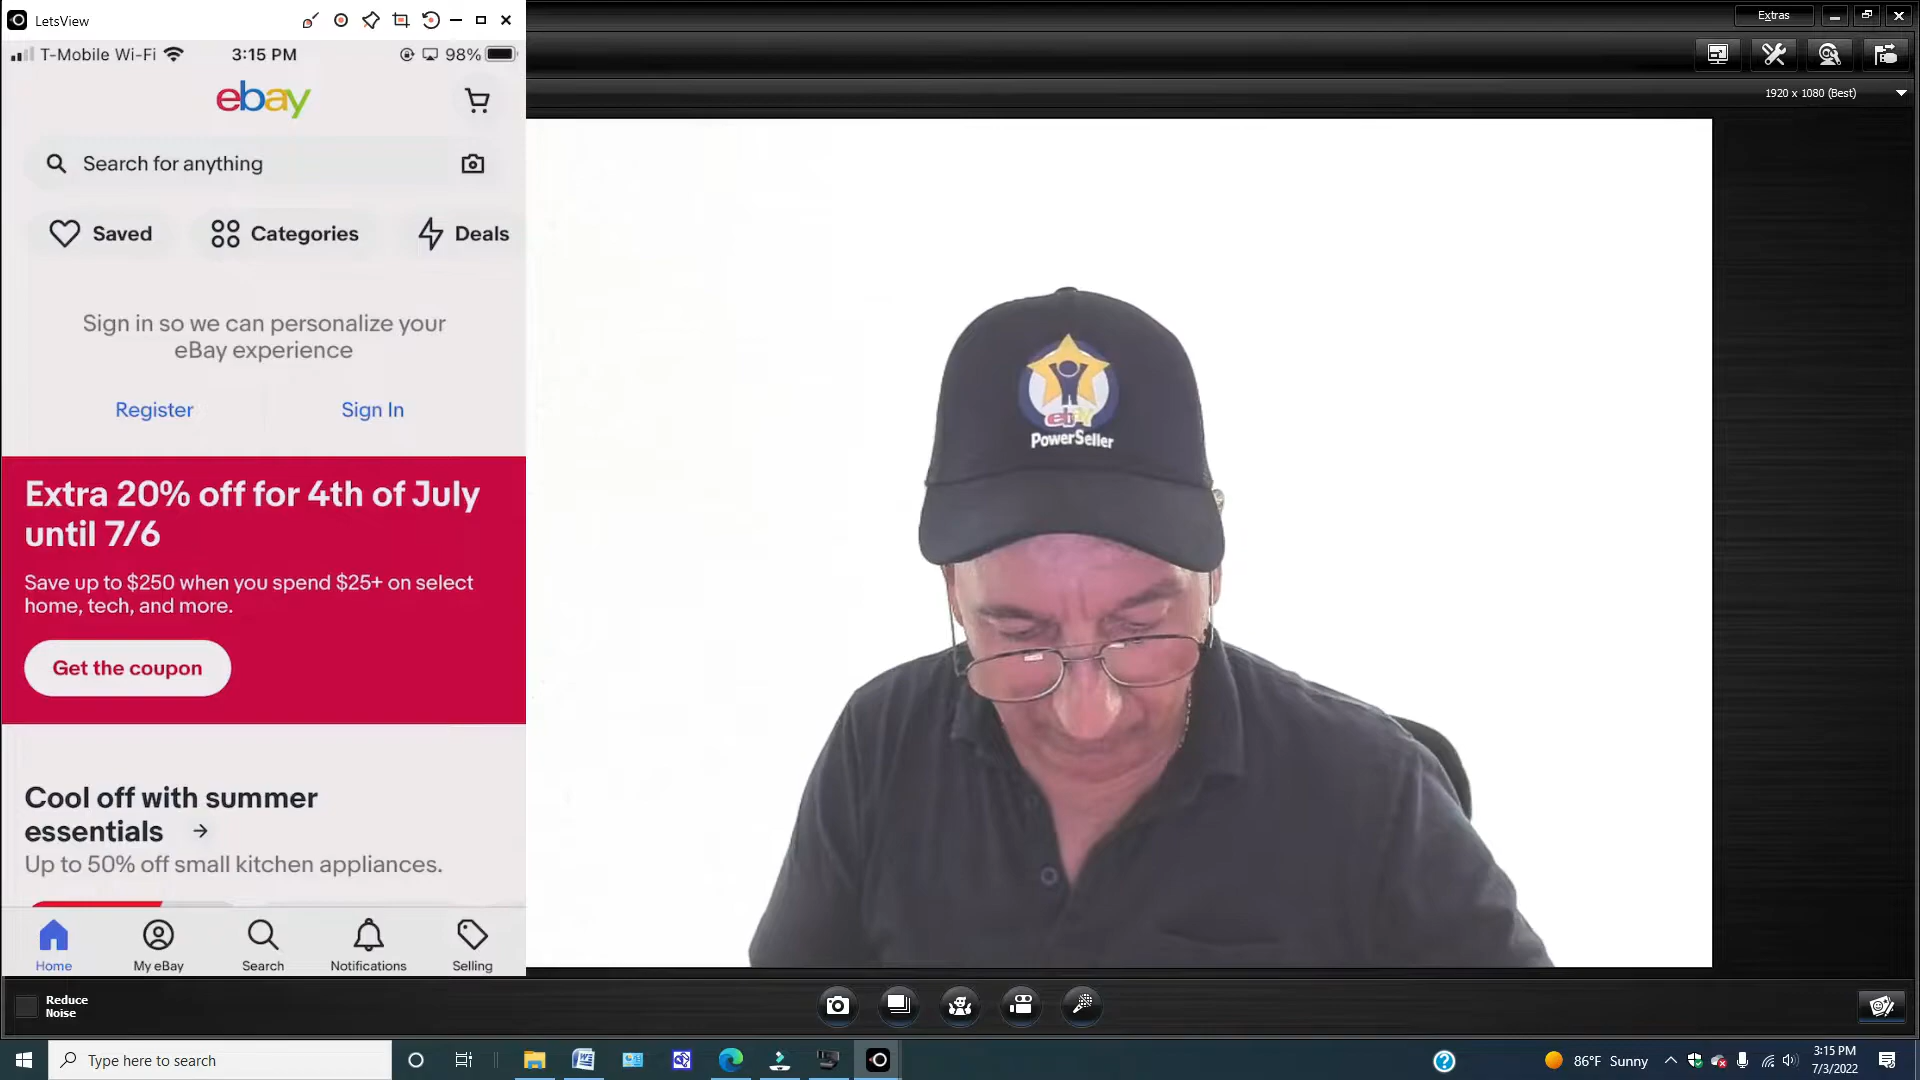 LetsView
T-Mobile Wi-Fi 3:15 PM 98%
ebay
Search for anything
Saved Categories Deals
Sign in so we can personalize your
eBay experience
Register Sign In
Extra 20% off for 4th of July
until 7/6
Save up to $250 when you spend $25+ on select
home, tech, and more.
Get the coupon
Cool off with summer
essentials
Up to 50% off small kitchen appliances.
Home My eBay Search Notifications Selling
Extras
1920 x 1080 (Best)
ebay
PowerSeller
Reduce
Noise
Type here to search
86°F Sunny
3:15 PM
7/3/2022